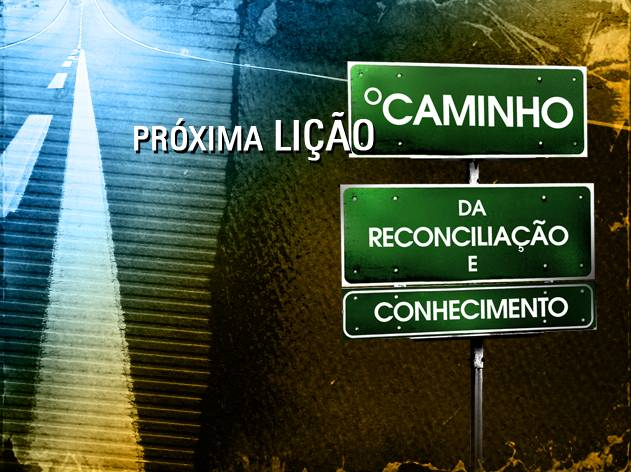 PRÓXIMA LIÇÃO
O CAMINHO
DA
RECONCILIAÇÃO
E
CONHECIMENTO